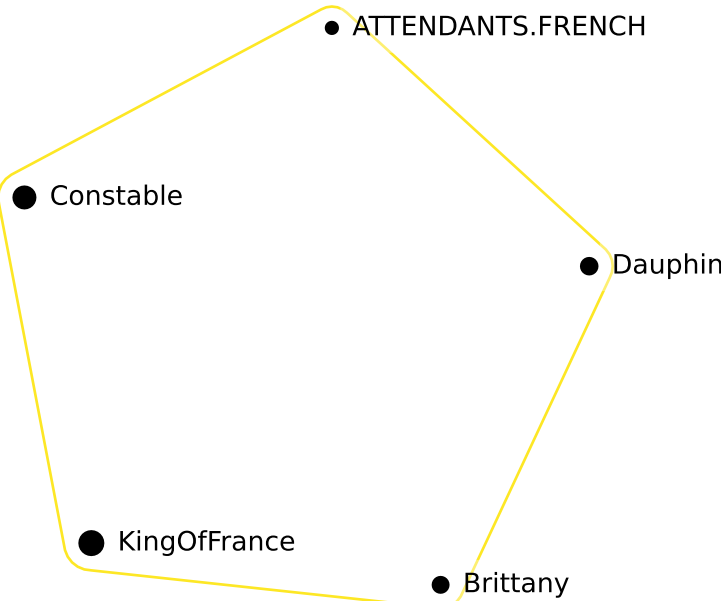 ATTENDANTS.FRENCH
Constable
Dauphin
KingOfFrance
Brittany